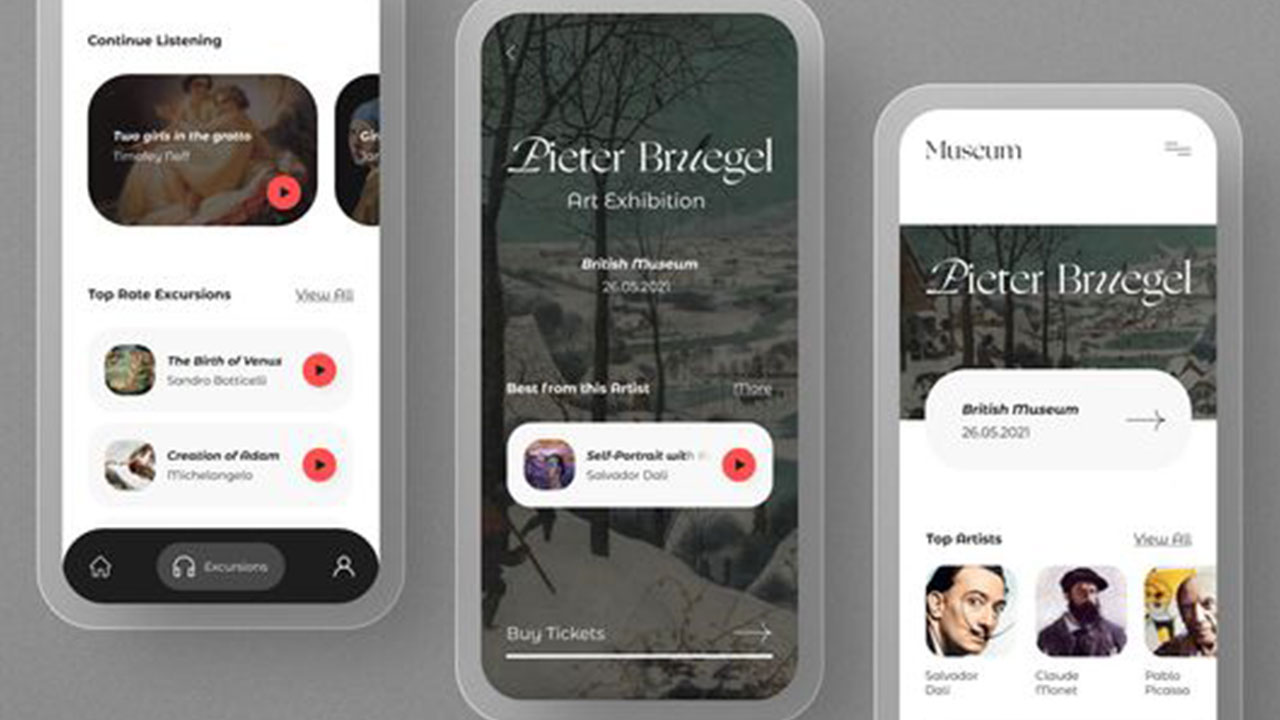 Continue Listening
Two girls in the grotto
Timofey Neff
Top Rate Excursions
View All
The Birth of Venus
Sandro Botticelli
Creation of Adam
Michelangelo
Excursions
Pieter Bruegel
Art Exhibition
British Museum
26.05.2021
Best from this Artist
More
Self-Portrait with
Salvador Dali
Buy Tickets
Museum
Pieter Bruegel
British Museum
26.05.2021
Top Artists
View All
Salvador
Dali
Claude
Monet
Pablo
Picasso